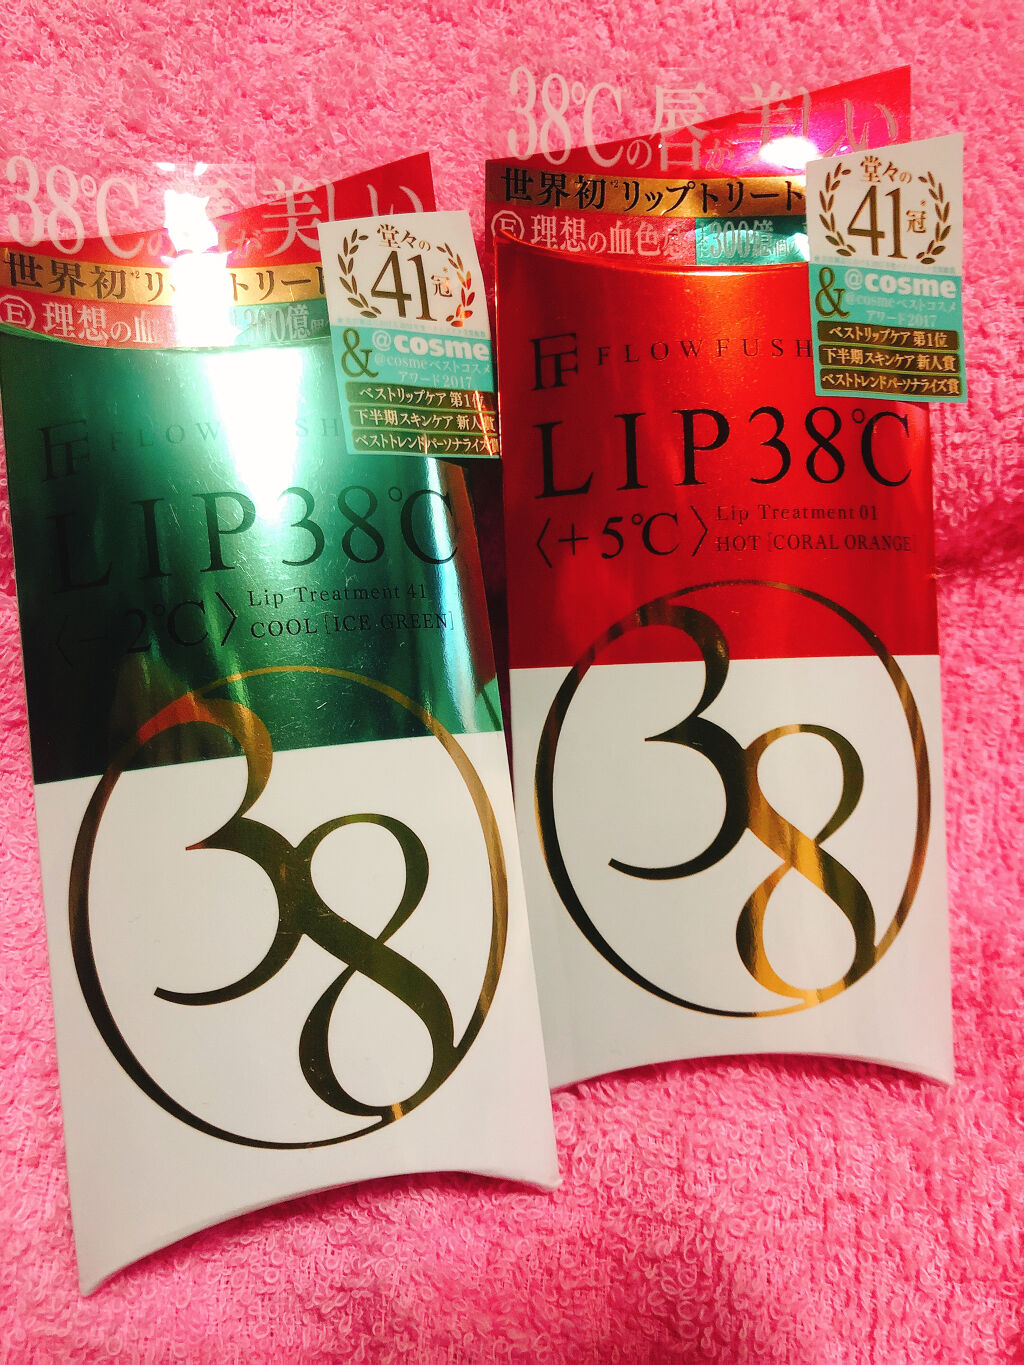 38℃の唇が美しい
世界初*2リップトリート
Ⓔ理想の血
300億
堂々の
41冠
&
@cosme
@cosmeベストコスメ
アワード2017
ベストリップケア 第1位
下半期スキンケア 新人賞
ベストトレンドパーソナライズ賞
FLOWFUSH
LIP38℃
〈−2℃〉
Lip Treatment 41
COOL [ICE GREEN]
38
38℃の唇が美しい
世界初*2リップトリート
Ⓔ理想の血色
300億個
堂々の
41冠
&
@cosme
@cosmeベストコスメ
アワード2017
ベストリップケア 第1位
下半期スキンケア 新人賞
ベストトレンドパーソナライズ賞
FLOWFUSH
LIP38℃
〈+5℃〉
Lip Treatment 01
HOT [CORAL ORANGE]
38